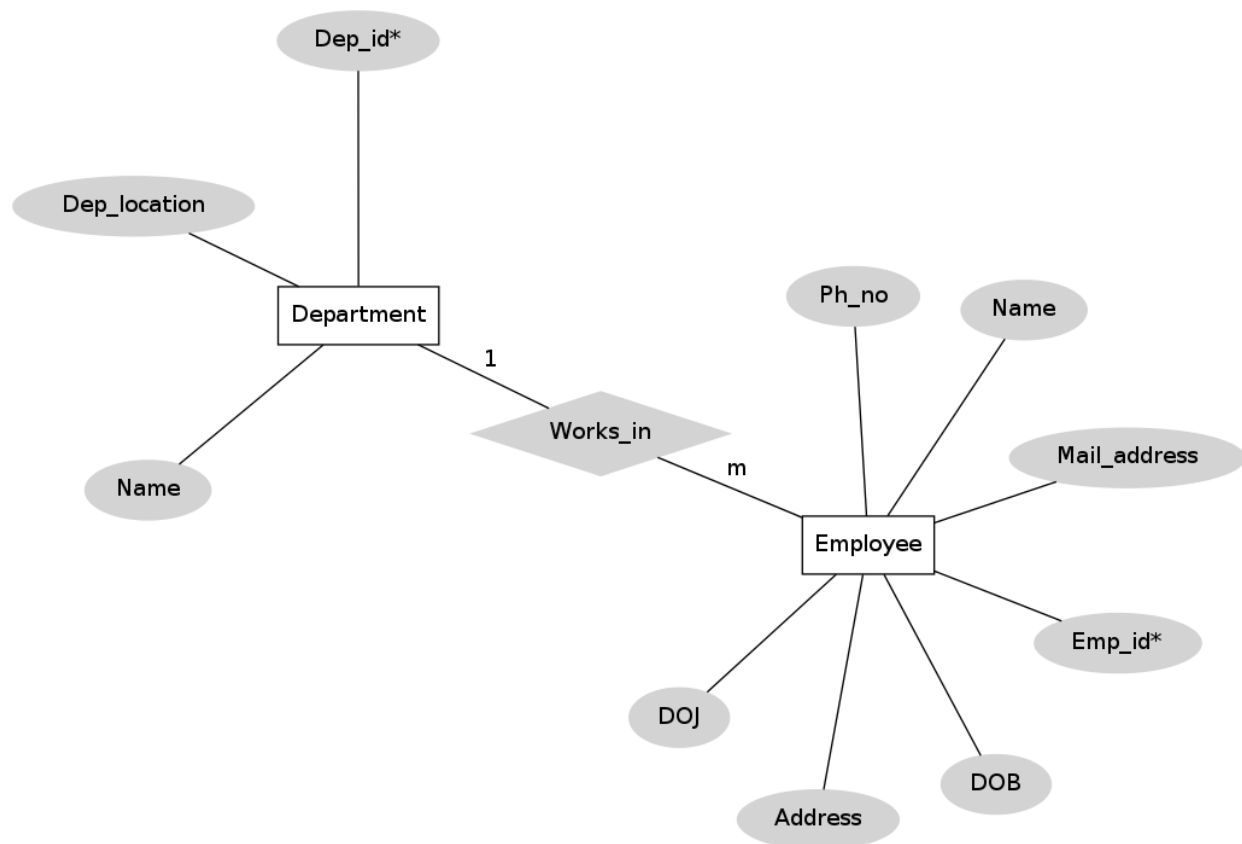 Dep_id*
Dep_location
Department
Name
1
Works_in
m
Ph_no
Name
Mail_address
Employee
Emp_id*
DOJ
DOB
Address